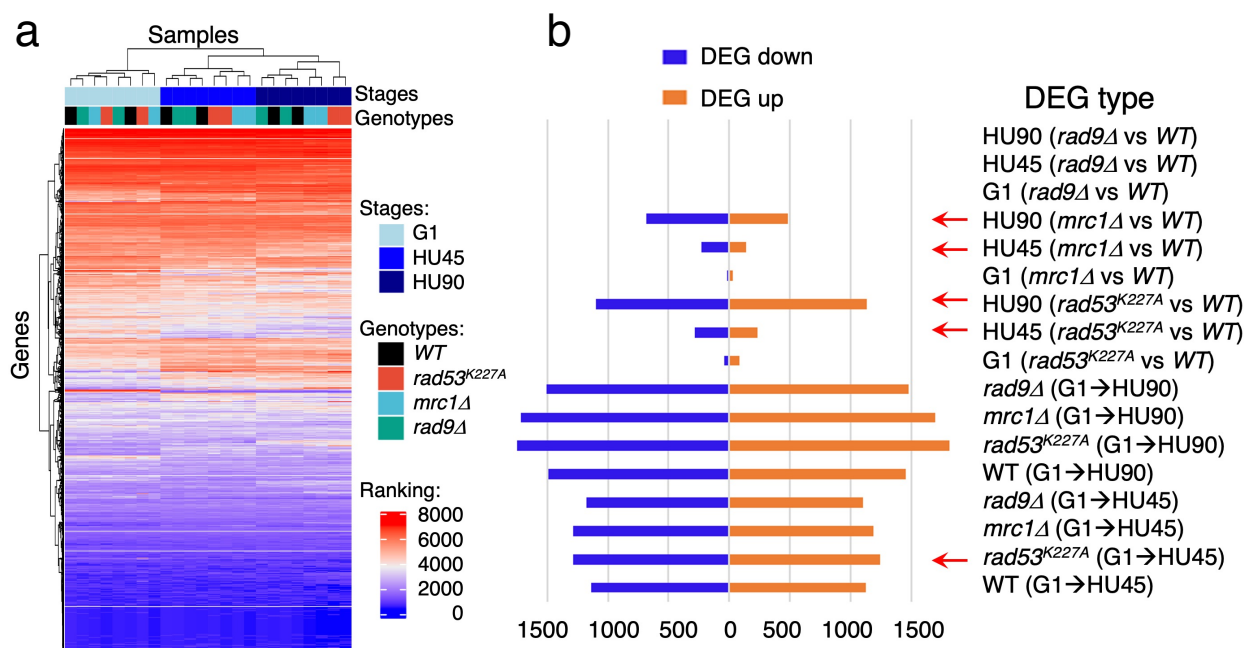 a
Samples
Stages
Genotypes
Genes
Stages:
G1
HU45
HU90
Genotypes:
WT
rad53K227A
mrc1Δ
rad9Δ
Ranking:
8000
6000
4000
2000
0
b
DEG down
DEG up
DEG type
HU90 (rad9Δ vs WT)
HU45 (rad9Δ vs WT)
G1 (rad9Δ vs WT)
HU90 (mrc1Δ vs WT)
HU45 (mrc1Δ vs WT)
G1 (mrc1Δ vs WT)
HU90 (rad53K227A vs WT)
HU45 (rad53K227A vs WT)
G1 (rad53K227A vs WT)
rad9Δ (G1→HU90)
mrc1Δ (G1→HU90)
rad53K227A (G1→HU90)
WT (G1→HU90)
rad9Δ (G1→HU45)
mrc1Δ (G1→HU45)
rad53K227A (G1→HU45)
WT (G1→HU45)
1500 1000 500 0 500 1000 1500